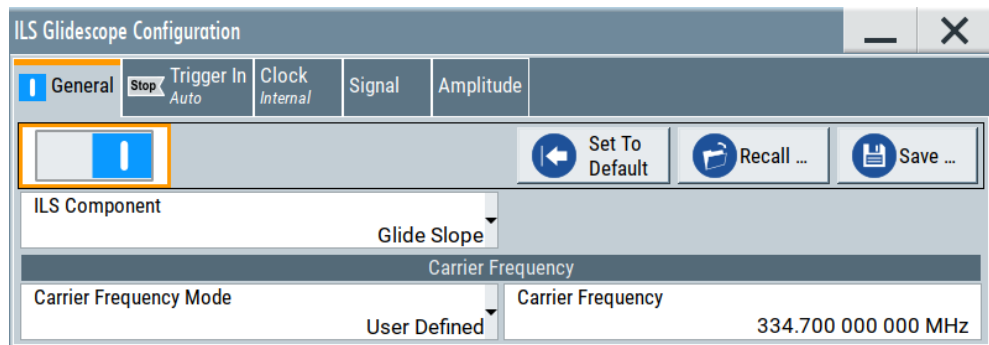 ILS Glidescope Configuration
General
Stop
Trigger In
Auto
Clock
Internal
Signal
Amplitude
Set To
Default
Recall ...
Save ...
ILS Component
Glide Slope
Carrier Frequency
Carrier Frequency Mode
User Defined
Carrier Frequency
334.700 000 000 MHz